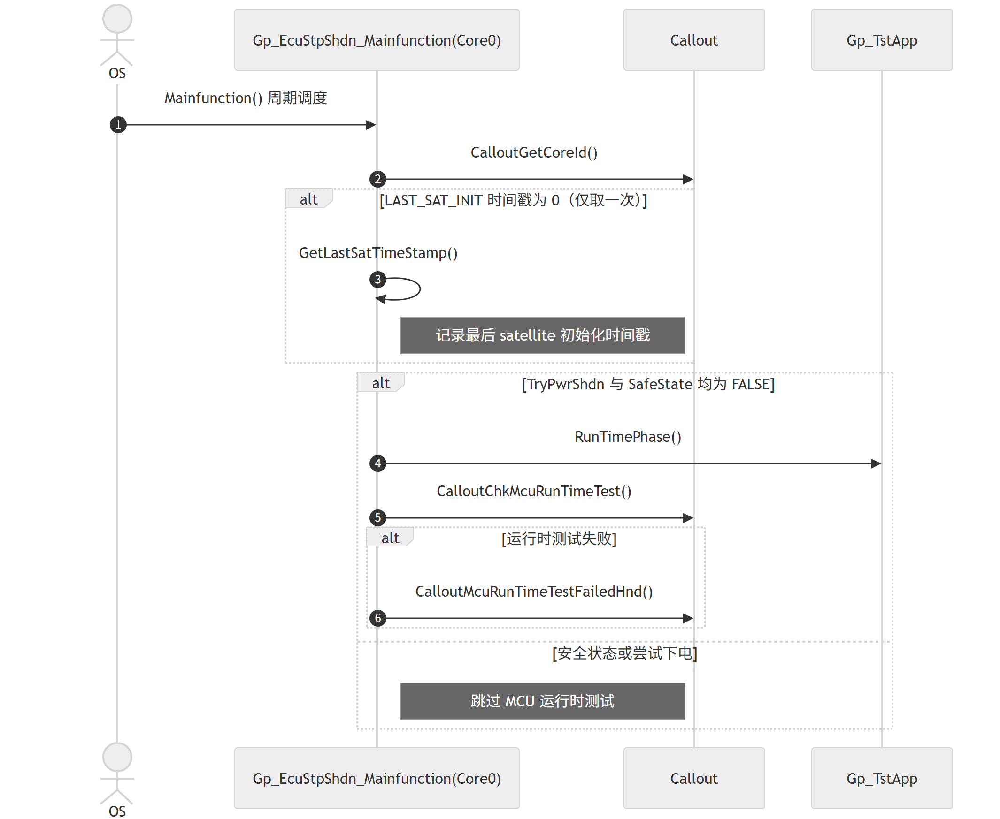 OS
Gp_EcuStpShdn_Mainfunction(Core0)
Callout
Gp_TstApp
Mainfunction() 周期调度
1
CalloutGetCoreId()
2
alt
[LAST_SAT_INIT 时间戳为 0（仅取一次）]
GetLastSatTimeStamp()
3
记录最后 satellite 初始化时间戳
alt
[TryPwrShdn 与 SafeState 均为 FALSE]
RunTimePhase()
4
CalloutChkMcuRunTimeTest()
5
alt
[运行时测试失败]
CalloutMcuRunTimeTestFailedHnd()
6
[安全状态或尝试下电]
跳过 MCU 运行时测试
Gp_EcuStpShdn_Mainfunction(Core0)
Callout
Gp_TstApp
OS